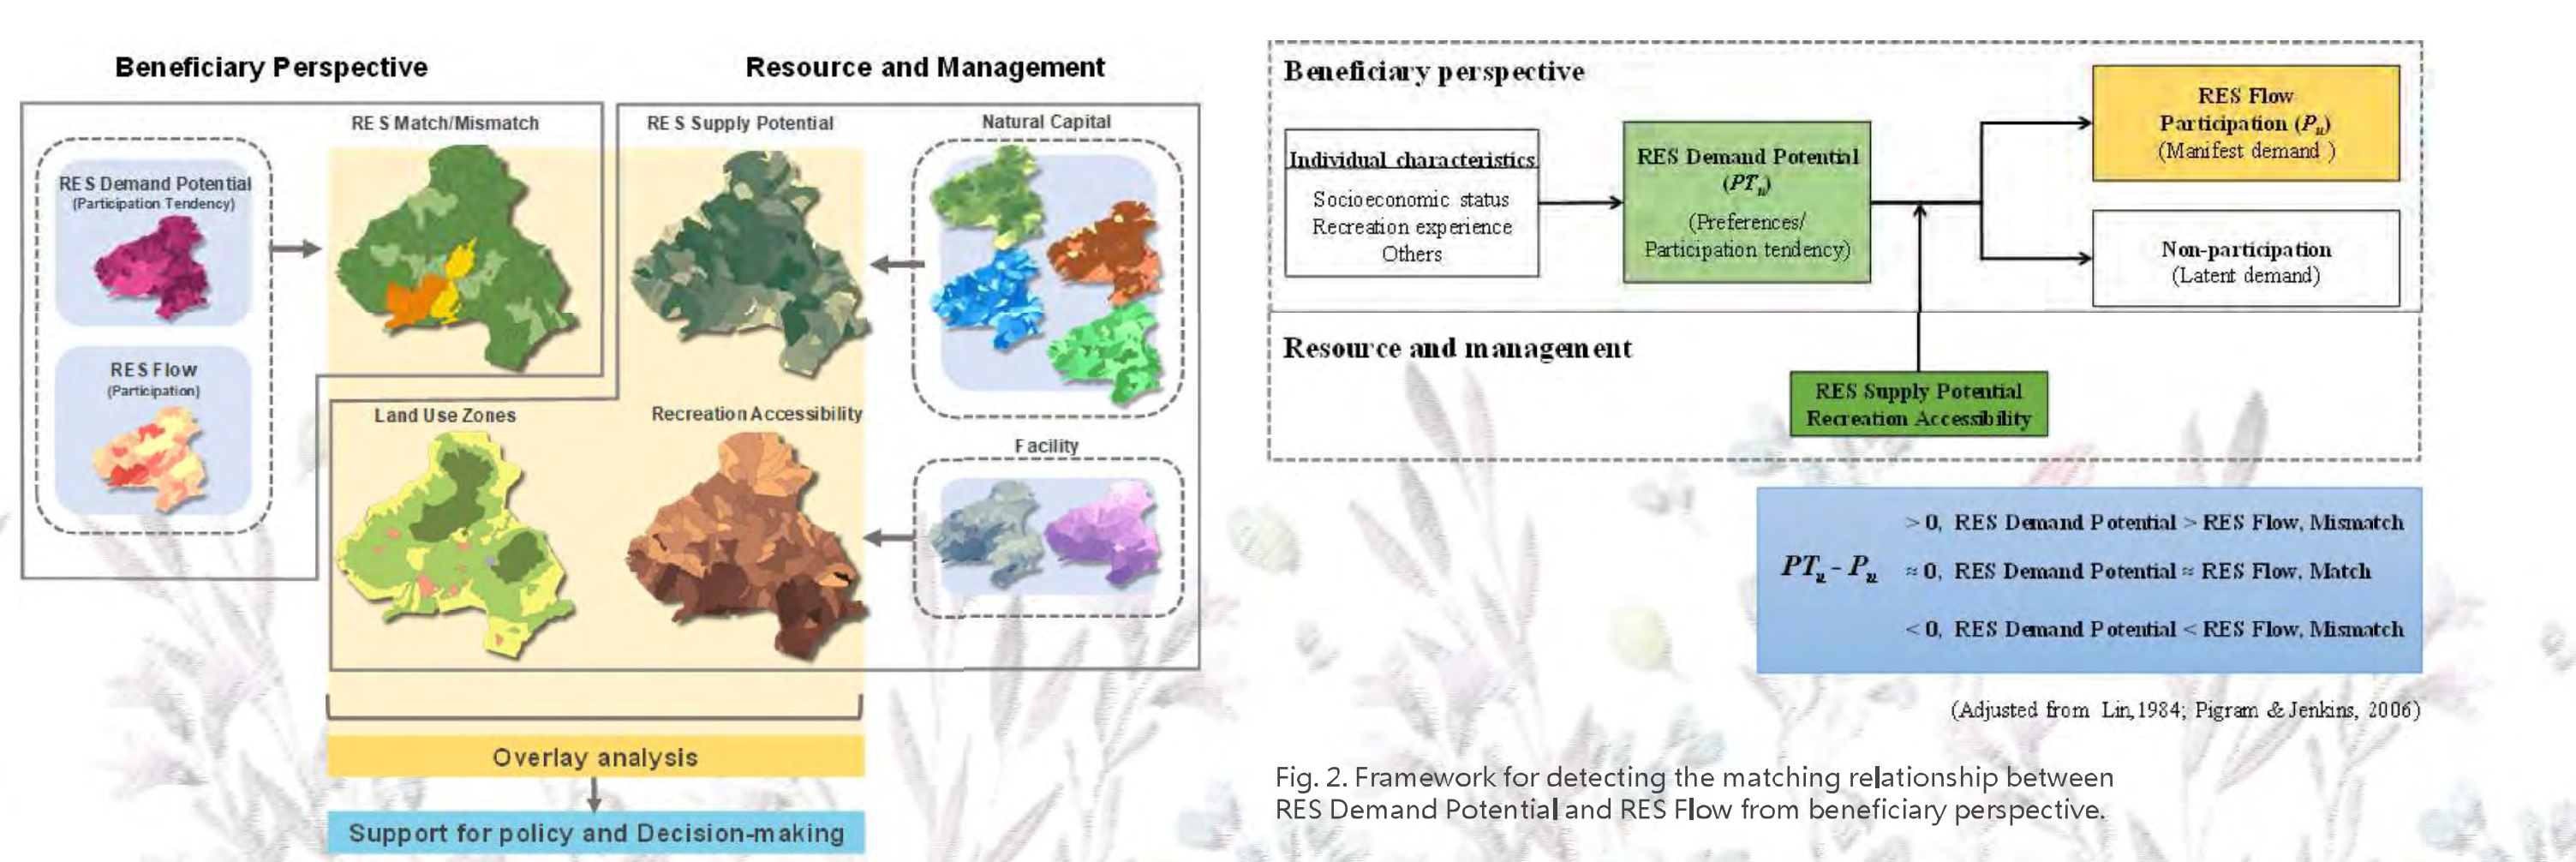 Beneficiary Perspective
Resource and Management
RES Match/Mismatch
RES Supply Potential
Natural Capital
RES Demand Potential
(Participation Tendency)
RES Flow
(Participation)
Land Use Zones
Recreation Accessibility
Facility
Overlay analysis
Support for policy and Decision-making
Beneficiary perspective
Individual characteristics
Socioeconomic status
Recreation experience
Others
RES Demand Potential
(PTu)
(Preferences/
Participation tendency)
RES Flow
Participation (Pu)
(Manifest demand )
Non-participation
(Latent demand)
Resource and management
RES Supply Potential
Recreation Accessibility
> 0, RES Demand Potential > RES Flow, Mismatch
PTu - Pu ≈ 0, RES Demand Potential ≈ RES Flow, Match
< 0, RES Demand Potential < RES Flow, Mismatch
(Adjusted from Lin,1984; Pigram & Jenkins, 2006)
Fig. 2. Framework for detecting the matching relationship between
RES Demand Potential and RES Flow from beneficiary perspective.